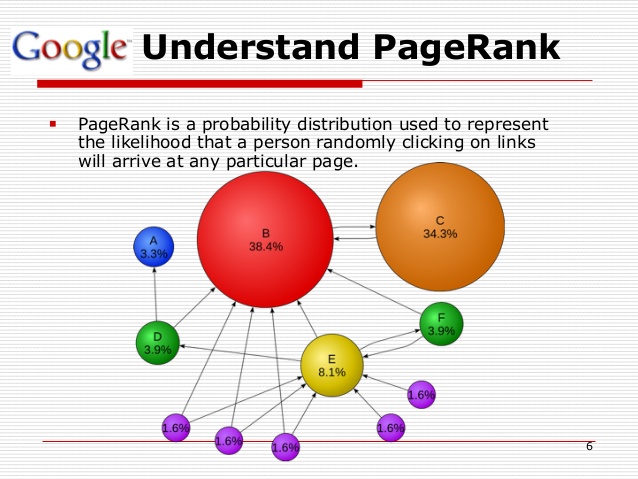 Google™ Understand PageRank
PageRank is a probability distribution used to represent
the likelihood that a person randomly clicking on links
will arrive at any particular page.
B
38.4%
C
34.3%
A
3.3%
D
3.9%
F
3.9%
E
8.1%
1.6%
1.6%
1.6%
1.6%
1.6%
6